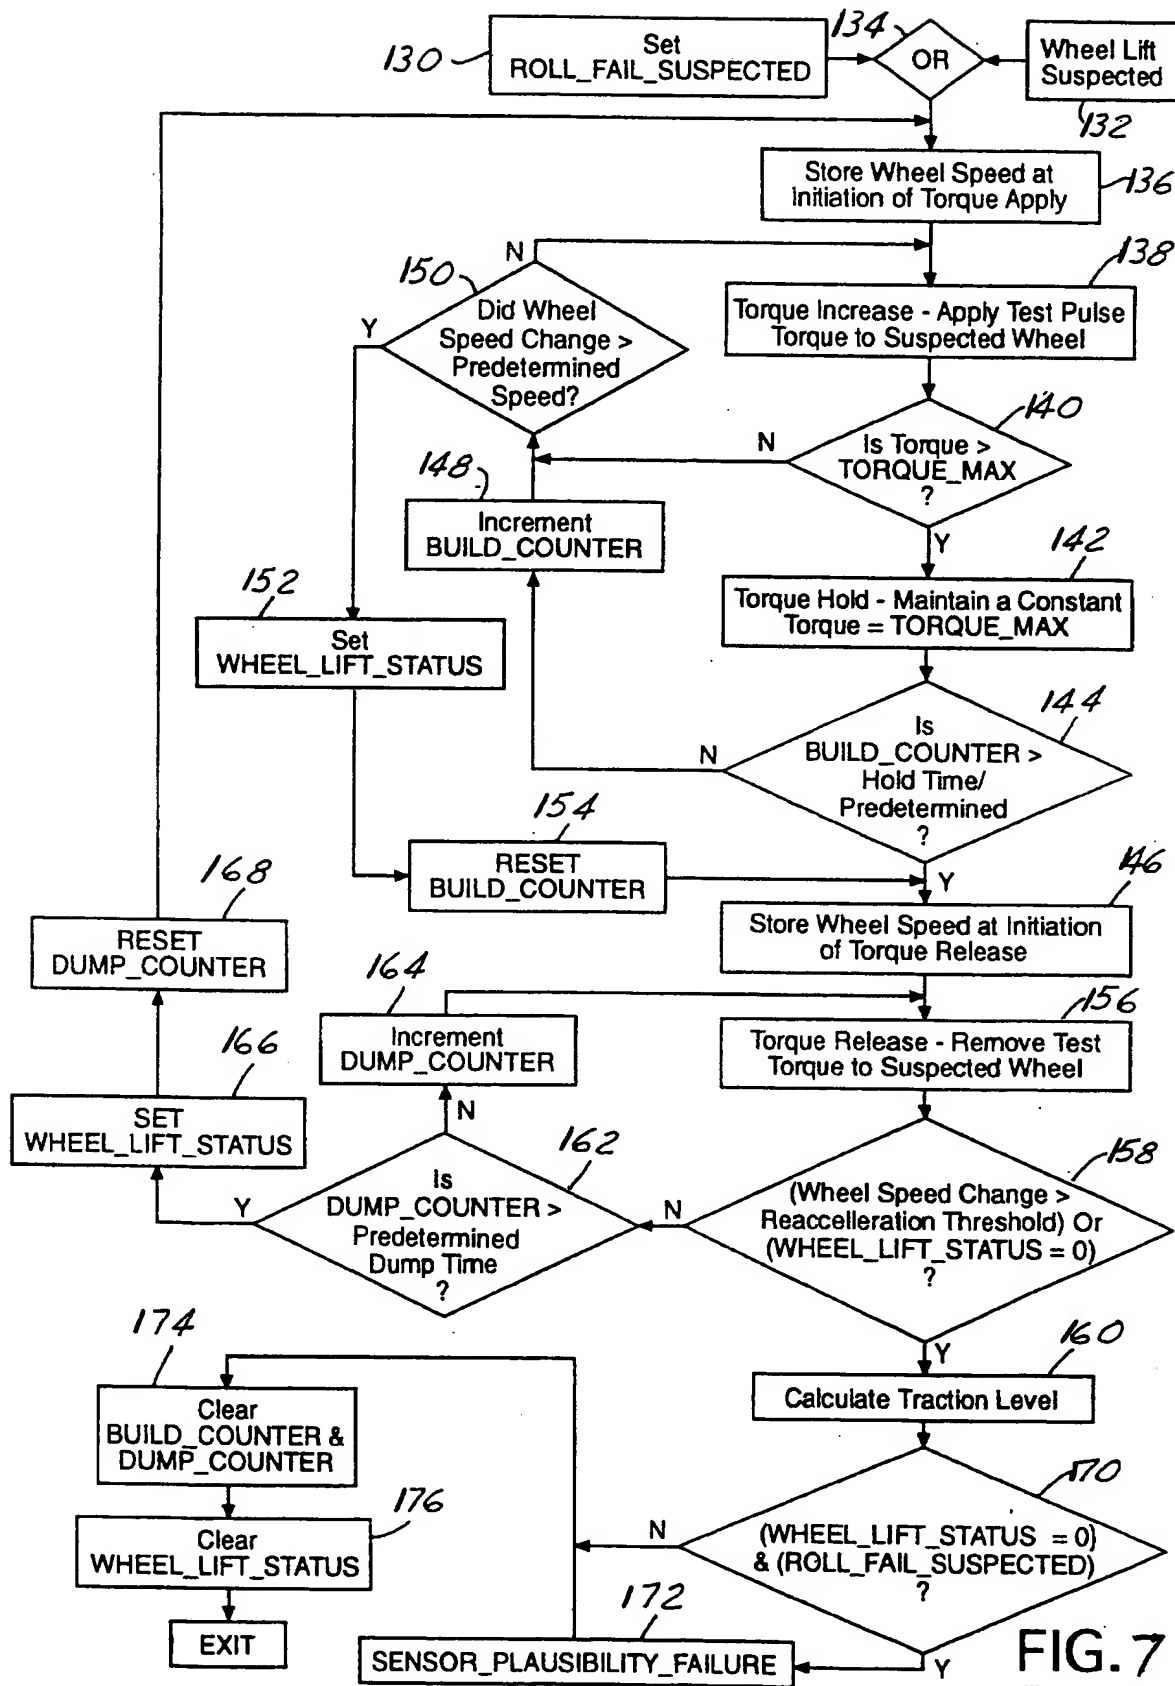 130
Set
ROLL_FAIL_SUSPECTED
134
OR
Wheel Lift
Suspected
132
Store Wheel Speed at
Initiation of Torque Apply
136
N
150
Did Wheel
Speed Change >
Predetermined
Speed?
Y
138
Torque Increase - Apply Test Pulse
Torque to Suspected Wheel
140
Is Torque >
TORQUE_MAX
?
N
Y
148
Increment
BUILD_COUNTER
142
Torque Hold - Maintain a Constant
Torque = TORQUE_MAX
152
Set
WHEEL_LIFT_STATUS
144
Is
BUILD_COUNTER >
Hold Time/
Predetermined
?
N
Y
154
RESET
BUILD_COUNTER
146
Store Wheel Speed at Initiation
of Torque Release
168
RESET
DUMP_COUNTER
164
Increment
DUMP_COUNTER
156
Torque Release - Remove Test
Torque to Suspected Wheel
166
SET
WHEEL_LIFT_STATUS
N
162
Is
DUMP_COUNTER >
Predetermined
Dump Time
?
Y
158
(Wheel Speed Change >
Reaccelleration Threshold) Or
(WHEEL_LIFT_STATUS = 0)
?
N
Y
160
Calculate Traction Level
174
Clear
BUILD_COUNTER &
DUMP_COUNTER
170
(WHEEL_LIFT_STATUS = 0)
& (ROLL_FAIL_SUSPECTED)
?
N
Y
176
Clear
WHEEL_LIFT_STATUS
EXIT
172
SENSOR_PLAUSIBILITY_FAILURE
FIG. 7